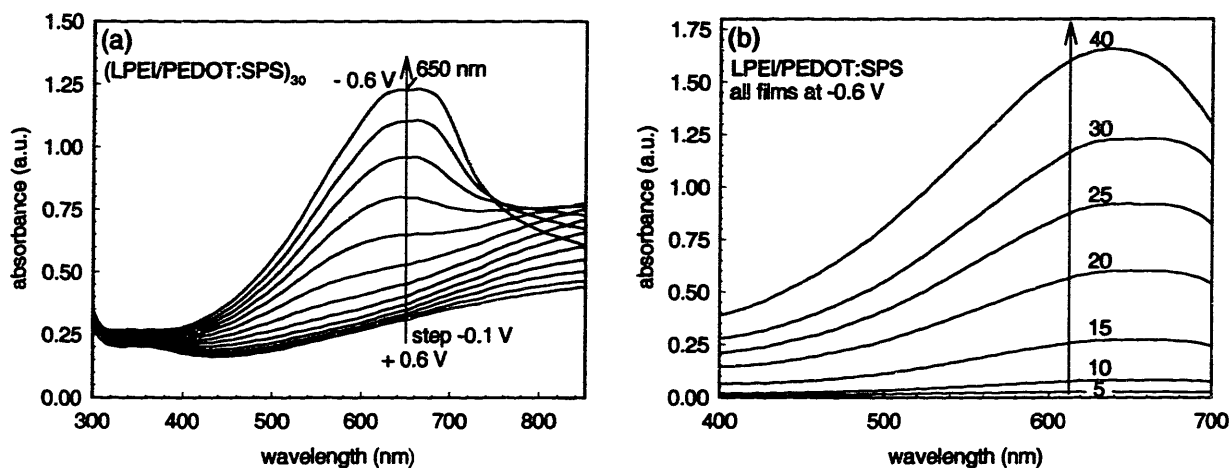 (a)
(LPEI/PEDOT:SPS)30
- 0.6 V
650 nm
step -0.1 V
+ 0.6 V
absorbance (a.u.)
1.50
1.25
1.00
0.75
0.50
0.25
0.00
300 400 500 600 700 800
wavelength (nm)
(b)
LPEI/PEDOT:SPS
all films at -0.6 V
40
30
25
20
15
10
5
absorbance (a.u.)
1.75
1.50
1.25
1.00
0.75
0.50
0.25
0.00
400 500 600 700
wavelength (nm)